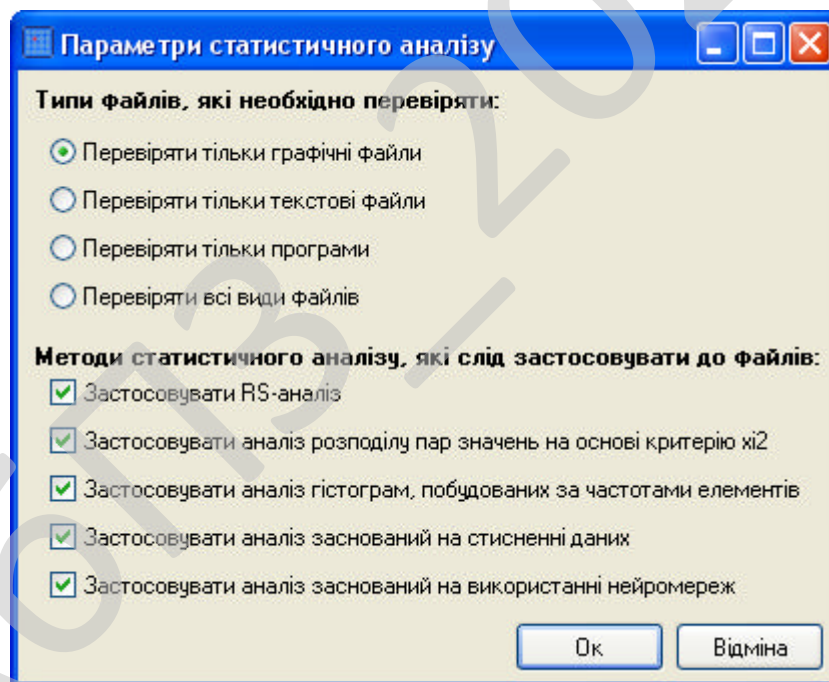 Параметри статистичного аналізу
Типи файлів, які необхідно перевіряти:
Перевіряти тільки графічні файли
Перевіряти тільки текстові файли
Перевіряти тільки програми
Перевіряти всі види файлів
Методи статистичного аналізу, які слід застосовувати до файлів:
Застосовувати RS-аналіз
Застосовувати аналіз розподілу пар значень на основі критерію хі2
Застосовувати аналіз гістограм, побудованих за частотами елементів
Застосовувати аналіз заснований на стисненні даних
Застосовувати аналіз заснований на використанні нейромереж
Ок Відміна